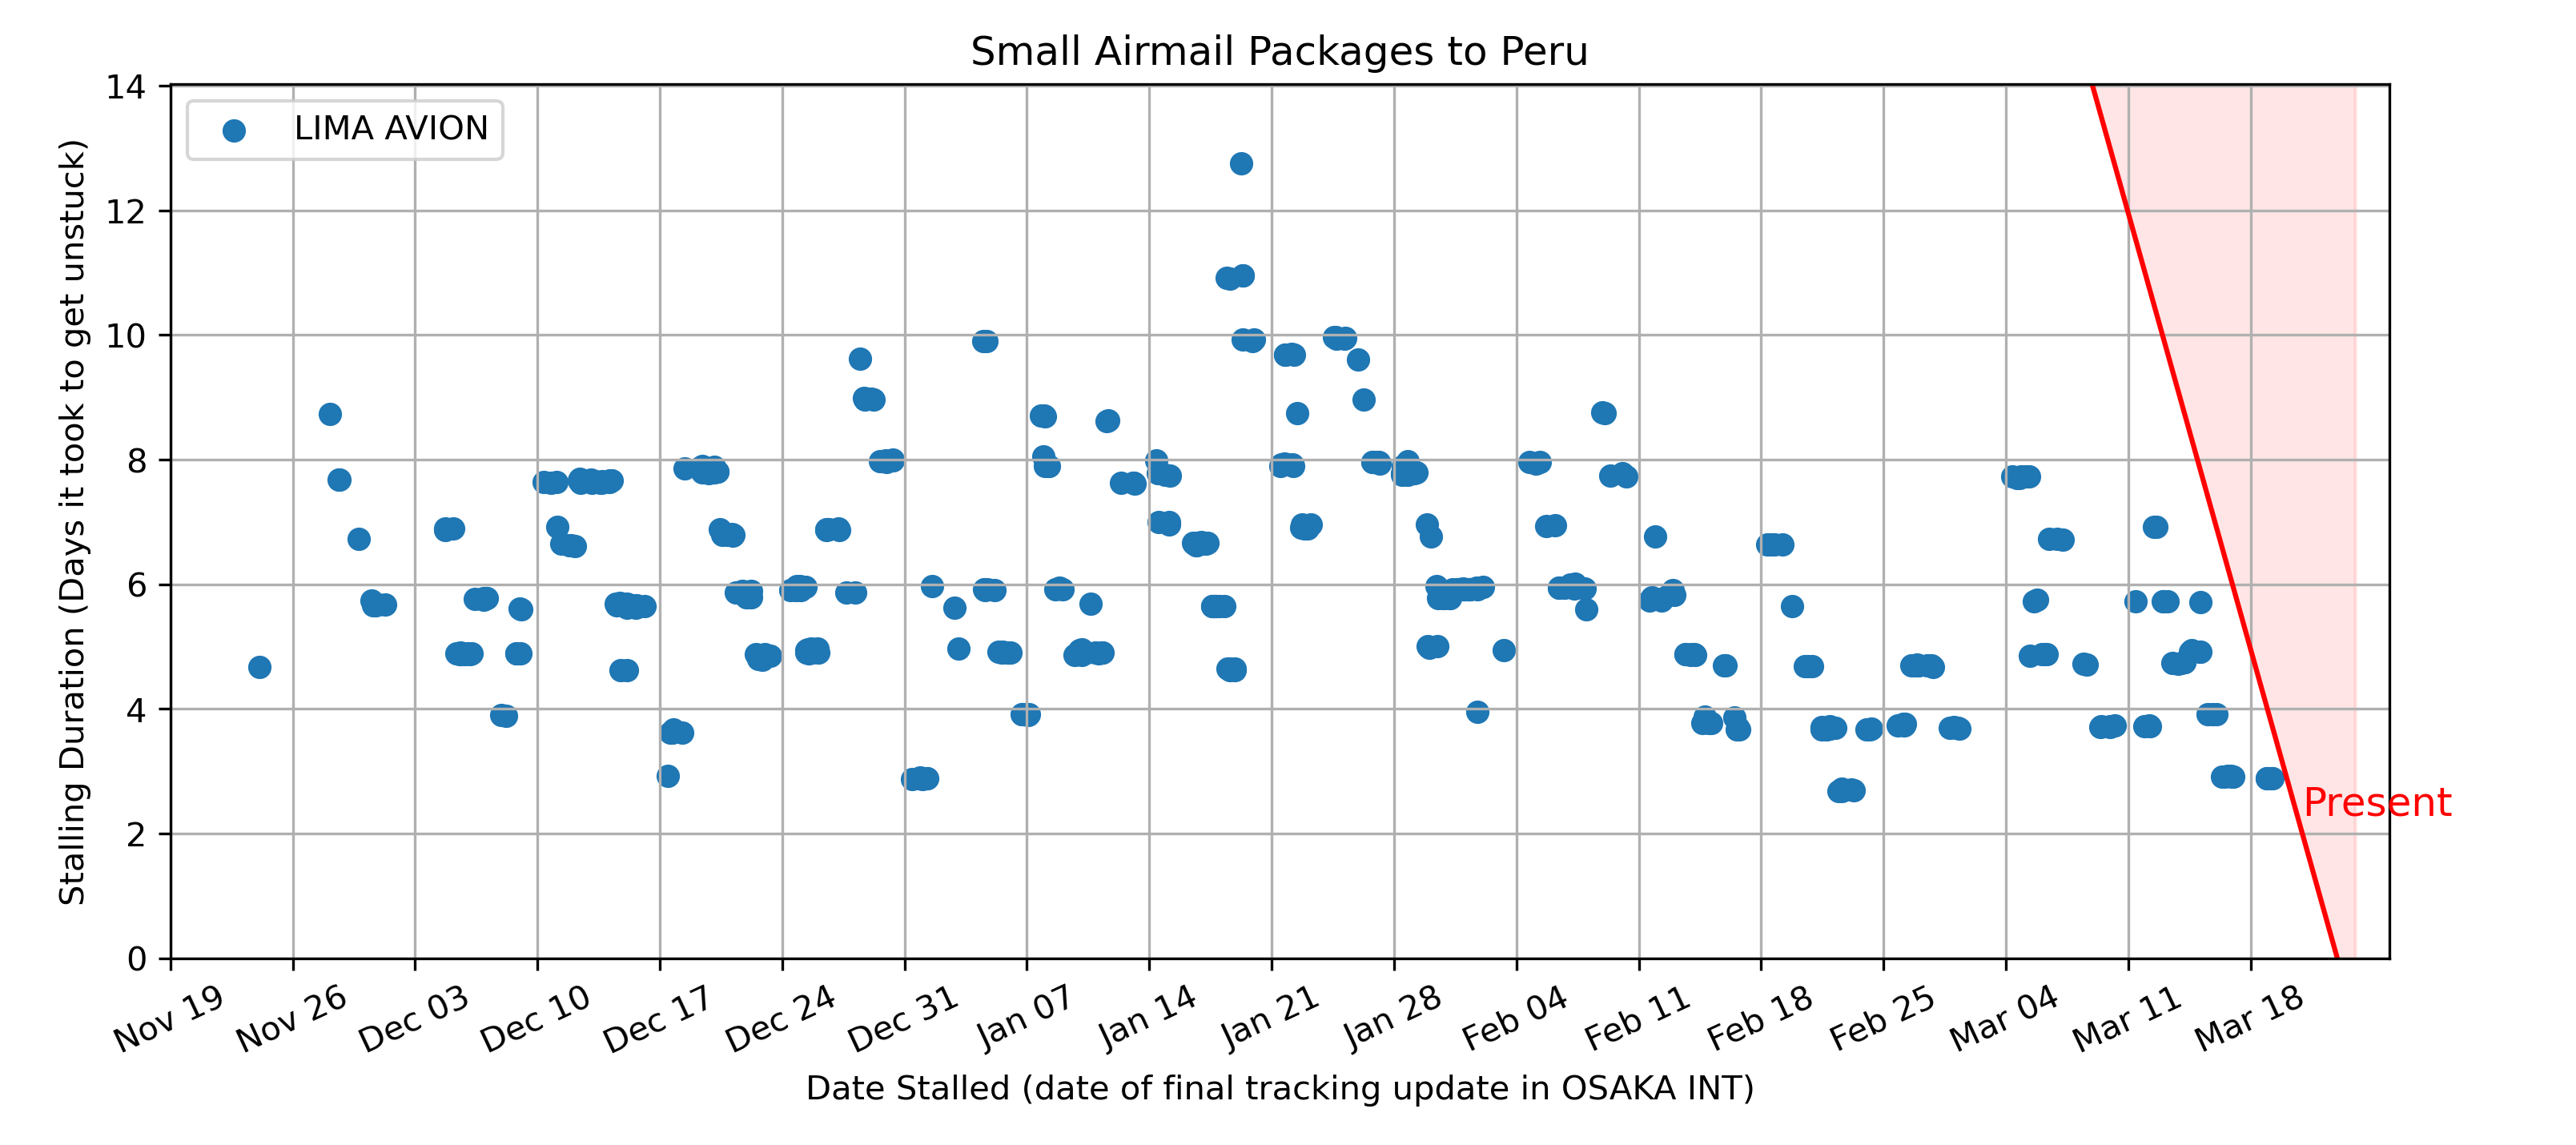 Small Airmail Packages to Peru
LIMA AVION
Stalling Duration (Days it took to get unstuck)
14
12
10
8
6
4
2
0
Present
Nov 19
Nov 26
Dec 03
Dec 10
Dec 17
Dec 24
Dec 31
Jan 07
Jan 14
Jan 21
Jan 28
Feb 04
Feb 11
Feb 18
Feb 25
Mar 04
Mar 11
Mar 18
Date Stalled (date of final tracking update in OSAKA INT)